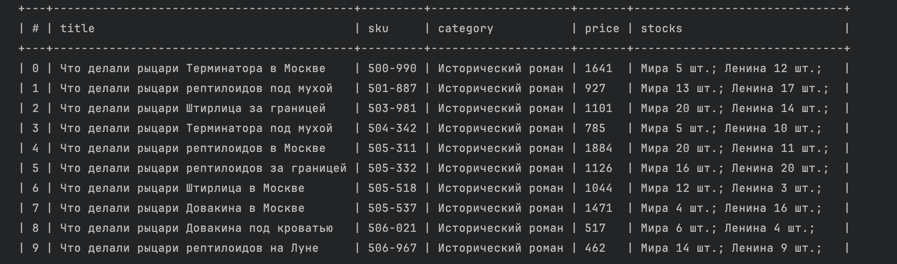 +---+-----------------------------------------+---------+-------------------+-------+------------------------------+
| # | title                                   | sku     | category          | price | stocks                       |
+---+-----------------------------------------+---------+-------------------+-------+------------------------------+
| 0 | Что делали рыцари Терминатора в Москве    | 500-990 | Исторический роман | 1641  | Мира 5 шт.; Ленина 12 шт.;   |
| 1 | Что делали рыцари рептилоидов под мухой   | 501-887 | Исторический роман | 927   | Мира 13 шт.; Ленина 17 шт.;  |
| 2 | Что делали рыцари Штирлица за границей    | 503-981 | Исторический роман | 1101  | Мира 20 шт.; Ленина 14 шт.;  |
| 3 | Что делали рыцари Терминатора под мухой   | 504-342 | Исторический роман | 785   | Мира 5 шт.; Ленина 10 шт.;   |
| 4 | Что делали рыцари рептилоидов в Москве    | 505-311 | Исторический роман | 1884  | Мира 20 шт.; Ленина 11 шт.;  |
| 5 | Что делали рыцари рептилоидов за границей | 505-332 | Исторический роман | 1126  | Мира 16 шт.; Ленина 20 шт.;  |
| 6 | Что делали рыцари Штирлица в Москве       | 505-518 | Исторический роман | 1044  | Мира 12 шт.; Ленина 3 шт.;   |
| 7 | Что делали рыцари Довакина в Москве       | 505-537 | Исторический роман | 1471  | Мира 4 шт.; Ленина 16 шт.;   |
| 8 | Что делали рыцари Довакина под кроватью   | 506-021 | Исторический роман | 517   | Мира 6 шт.; Ленина 4 шт.;    |
| 9 | Что делали рыцари рептилоидов на Луне     | 506-967 | Исторический роман | 462   | Мира 14 шт.; Ленина 9 шт.;   |